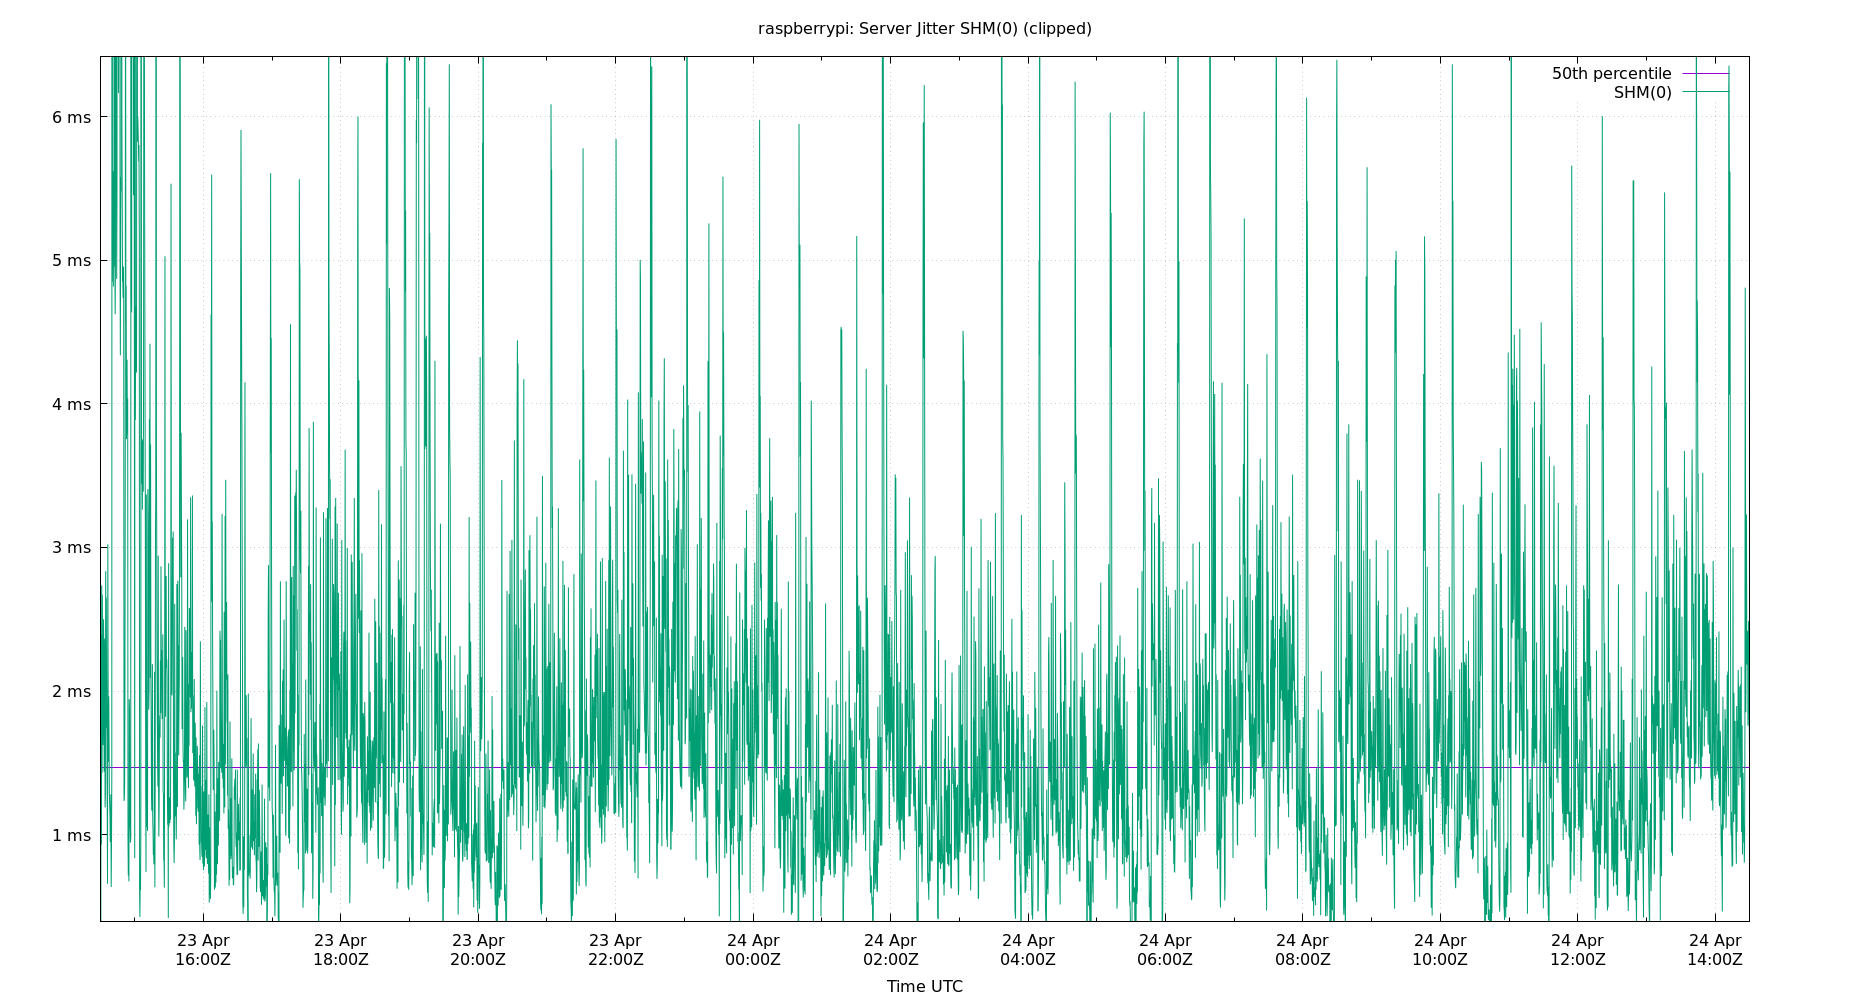 raspberrypi: Server Jitter SHM(0) (clipped)
50th percentile
SHM(0)
6 ms
5 ms
4 ms
3 ms
2 ms
1 ms
23 Apr 23 Apr 23 Apr 23 Apr 24 Apr 24 Apr 24 Apr 24 Apr 24 Apr 24 Apr 24 Apr 24 Apr
16:00Z 18:00Z 20:00Z 22:00Z 00:00Z 02:00Z 04:00Z 06:00Z 08:00Z 10:00Z 12:00Z 14:00Z
Time UTC